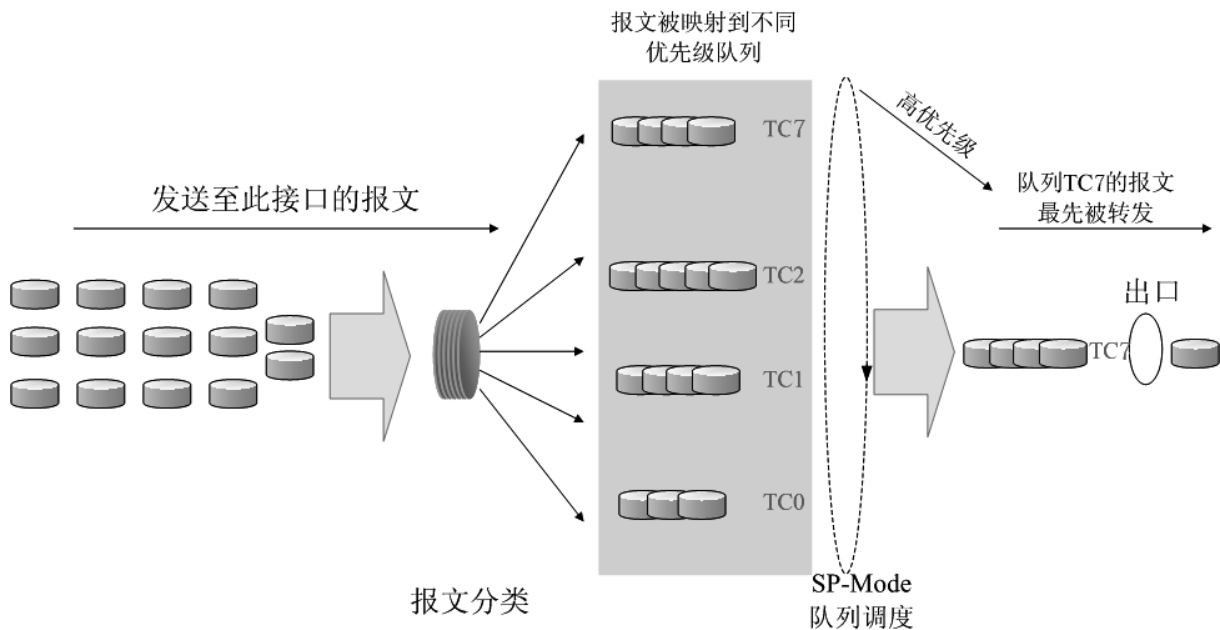 报文被映射到不同
优先级队列
TC7
高优先级
发送至此接口的报文
队列TC7的报文
最先被转发
TC2
出口
TC7
TC1
TC0
报文分类
SP-Mode
队列调度